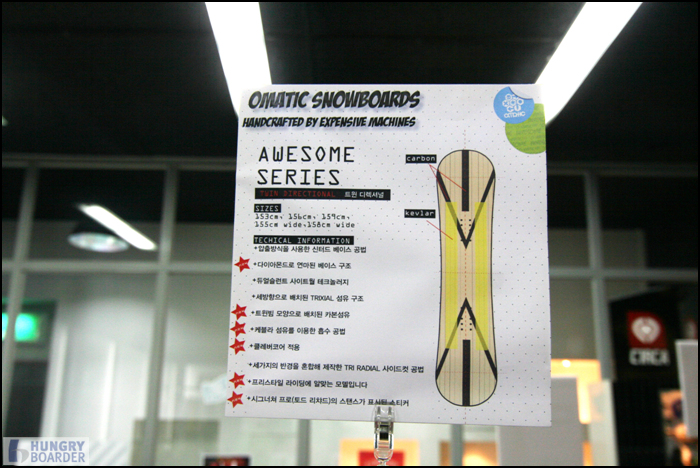 OMATIC SNOWBOARDS
HANDCRAFTED BY EXPENSIVE MACHINES
AWESOME
SERIES
TWIN DIRECTIONAL 트윈 디렉셔널
SIZES
153cm, 156cm, 159cm,
155cm wide,158cm wide
TECHICAL INFORMATION
+압출방식을 사용한 신터드 베이스 공법
+다이아몬드로 연마된 베이스 구조
+듀얼슬런트 사이트월 테크놀러지
+세방향으로 배치된 TRIXIAL 섬유 구조
+트윈빔 모양으로 배치된 카본섬유
+케블라 섬유를 이용한 흡수 공법
+클레버코어 적용
+세가지의 반경을 혼합해 제작한 TRI RADIAL 사이드컷 공법
+프리스타일 라이딩에 알맞는 모델입니다
+시그너쳐 프로(토드 리챠드)의 스탠스가 표시된 스티커
carbon
kevlar
CIRCA
HUNGRY
BOARDER